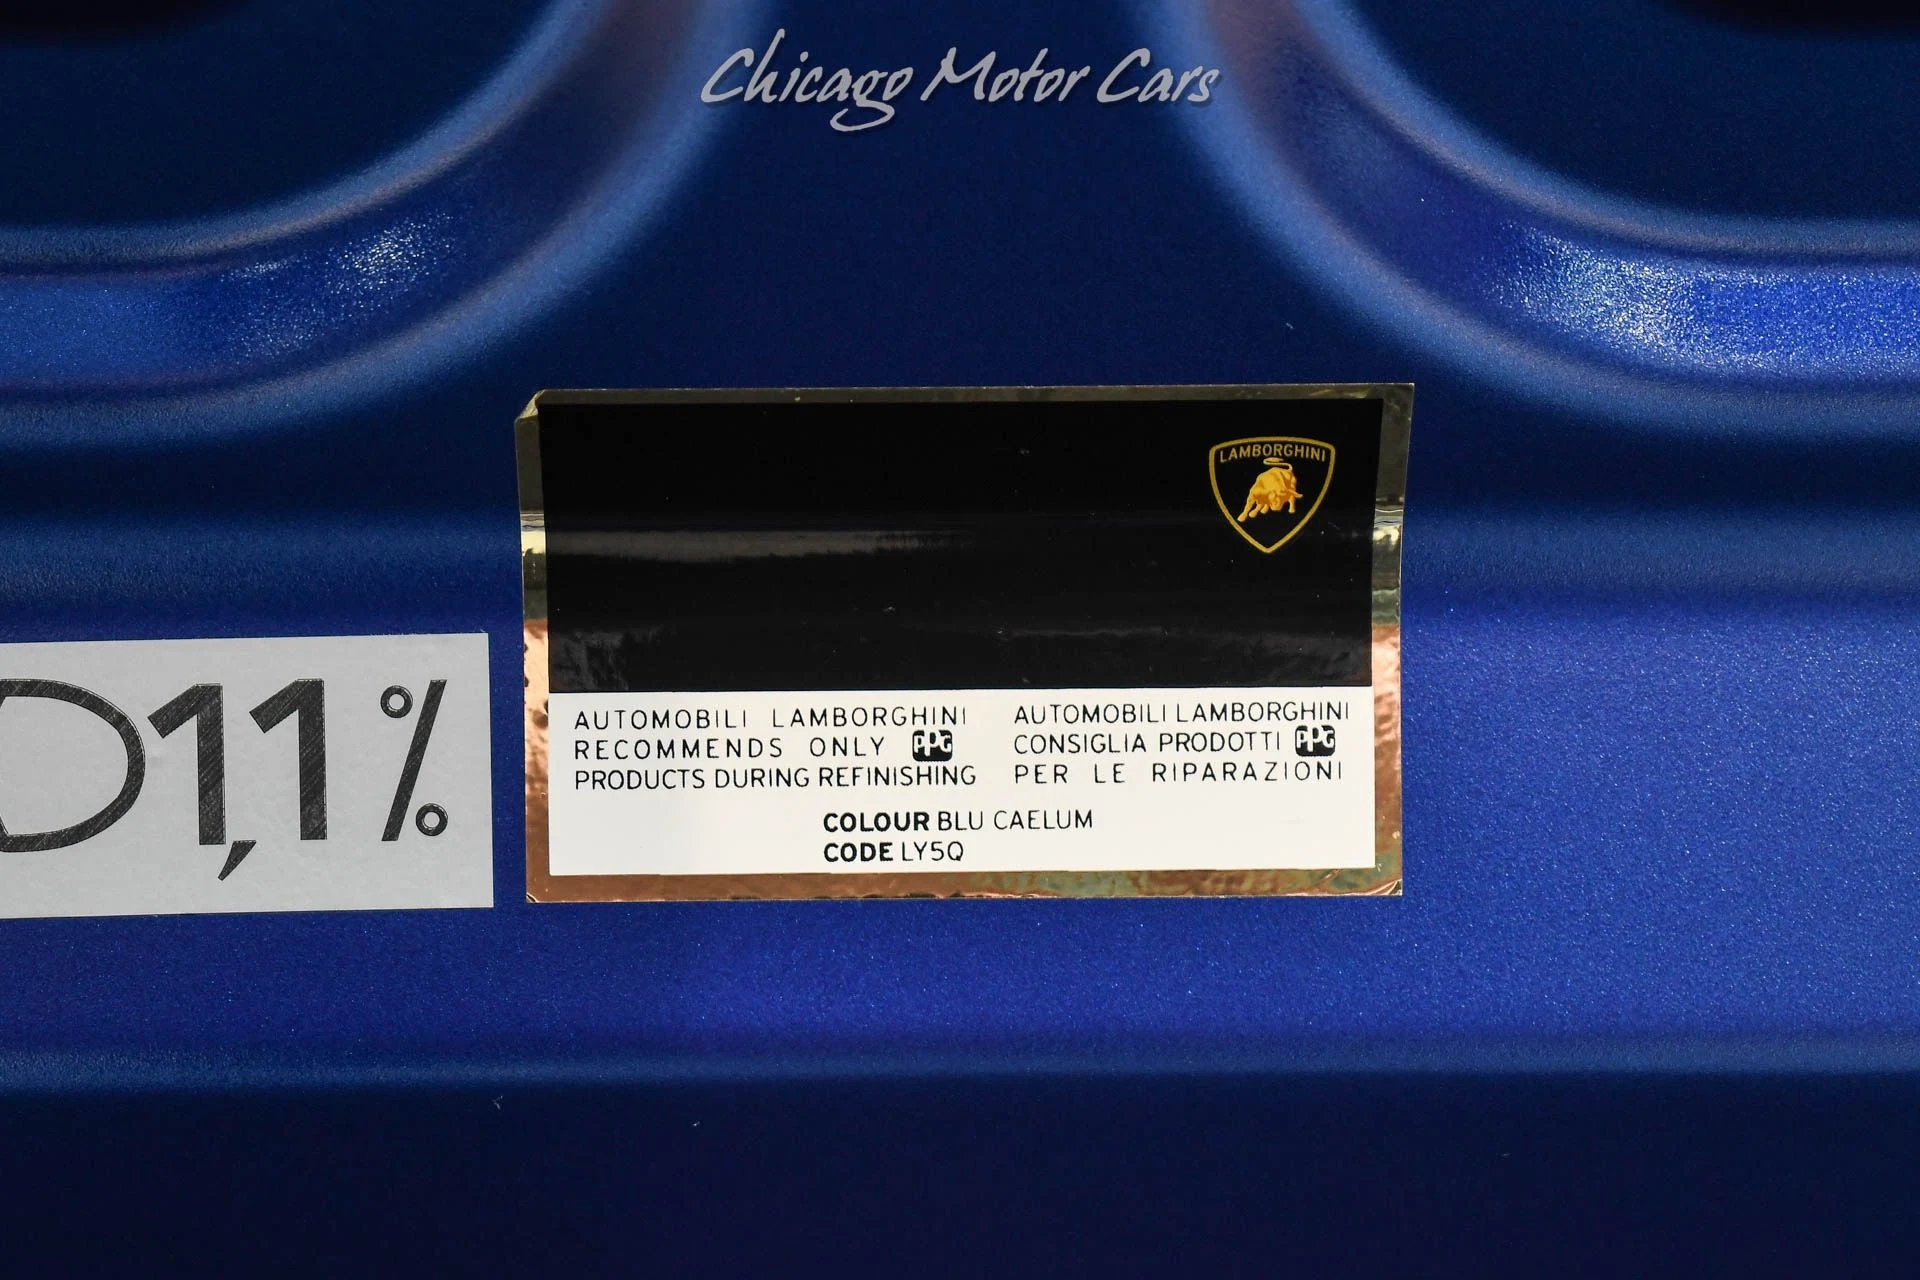 Chicago Motor Cars
LAMBORGHINI
AUTOMOBILI LAMBORGHINI
RECOMMENDS ONLY PPG
PRODUCTS DURING REFINISHING
AUTOMOBILI LAMBORGHINI
CONSIGLIA PRODOTTI PPG
PER LE RIPARAZIONI
COLOUR BLU CAELUM
CODE LY5Q
1,1 %